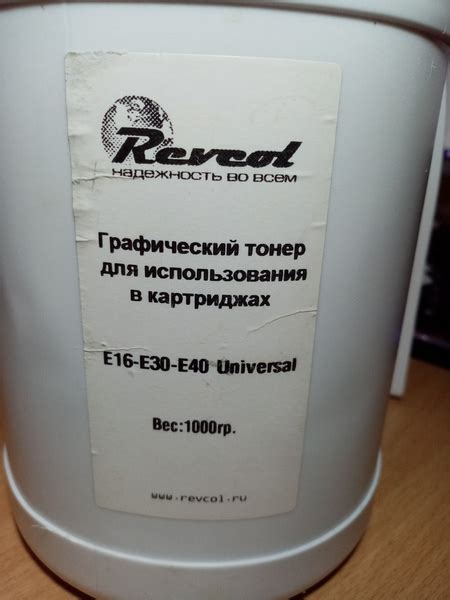 Revcol
надежность во всем
Графический тонер
для использования
в картриджах
E16-E30-E40 Universal
Вес:1000гр.
www.revcol.ru